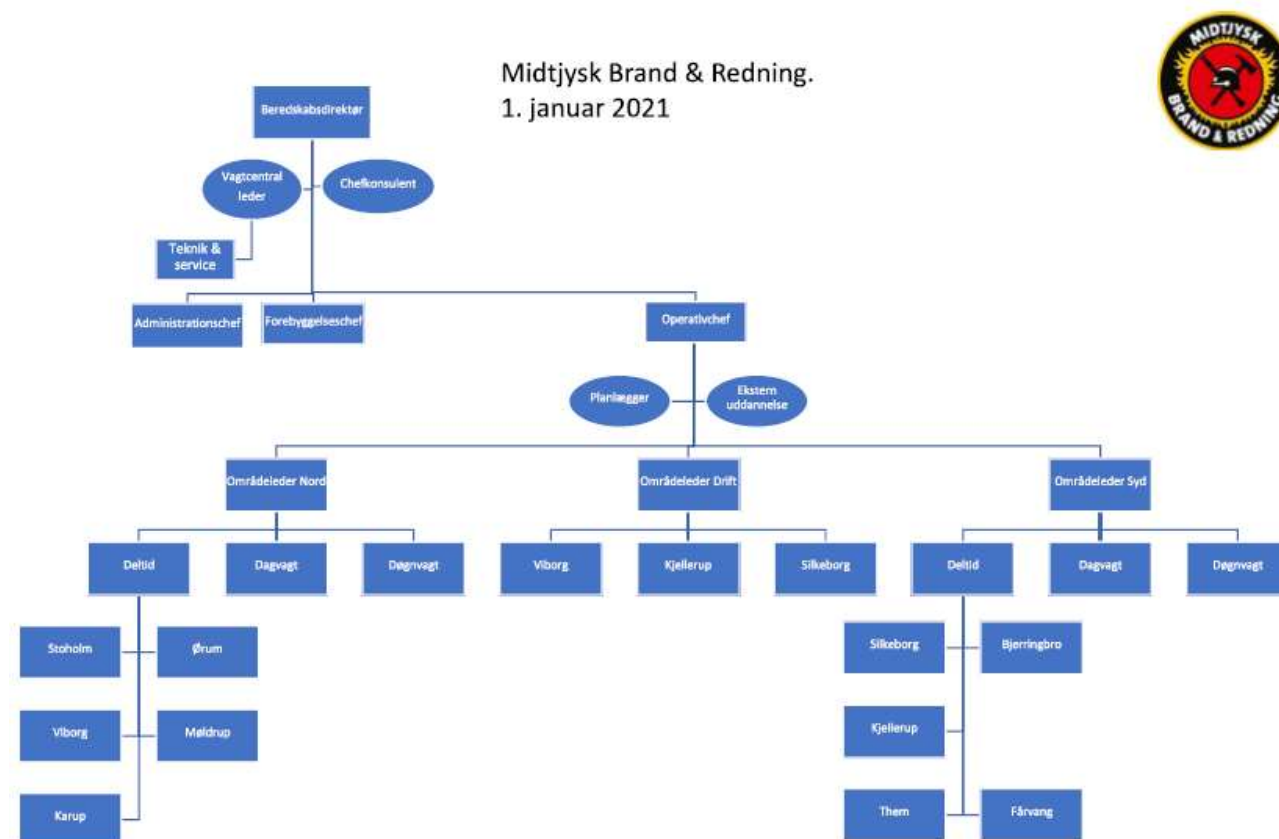 Midtjysk Brand & Redning.
1. januar 2021
MIDTJYSK
BRAND & REDNING
Beredskabsdirektør
Vagtcentral
leder
Chefkonsulent
Teknik &
service
Administrationschef
Forebyggelseschef
Operativchef
Planlægger
Ekstern
uddannelse
Områdeleder Nord
Områdeleder Drift
Områdeleder Syd
Deltid
Dagvagt
Døgnvagt
Viborg
Kjellerup
Silkeborg
Deltid
Dagvagt
Døgnvagt
Stoholm
Ørum
Viborg
Møldrup
Karup
Silkeborg
Bjerringbro
Kjellerup
Them
Fårvang